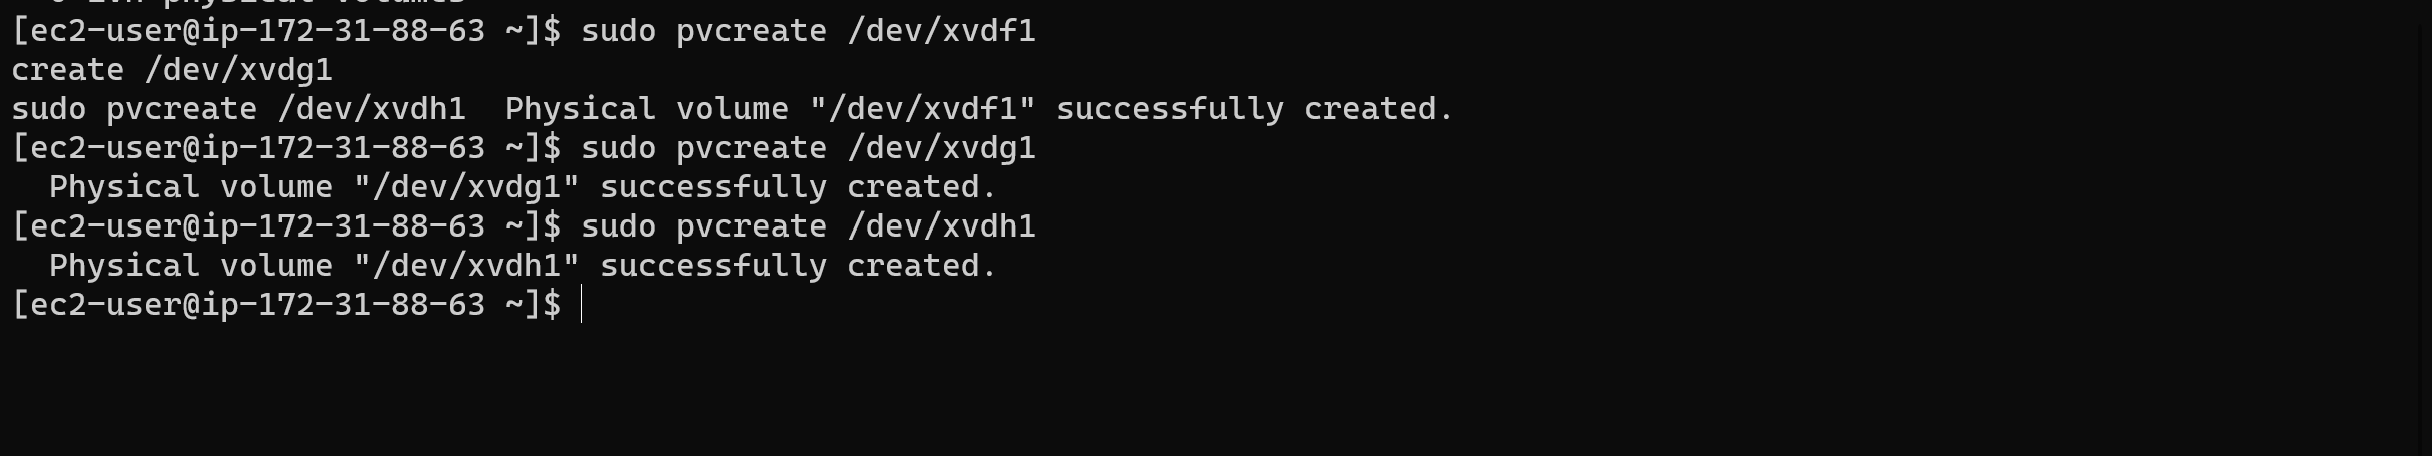 physical volumes
[ec2-user@ip-172-31-88-63 ~]$ sudo pvcreate /dev/xvdf1
create /dev/xvdg1
sudo pvcreate /dev/xvdh1  Physical volume "/dev/xvdf1" successfully created.
[ec2-user@ip-172-31-88-63 ~]$ sudo pvcreate /dev/xvdg1
  Physical volume "/dev/xvdg1" successfully created.
[ec2-user@ip-172-31-88-63 ~]$ sudo pvcreate /dev/xvdh1
  Physical volume "/dev/xvdh1" successfully created.
[ec2-user@ip-172-31-88-63 ~]$